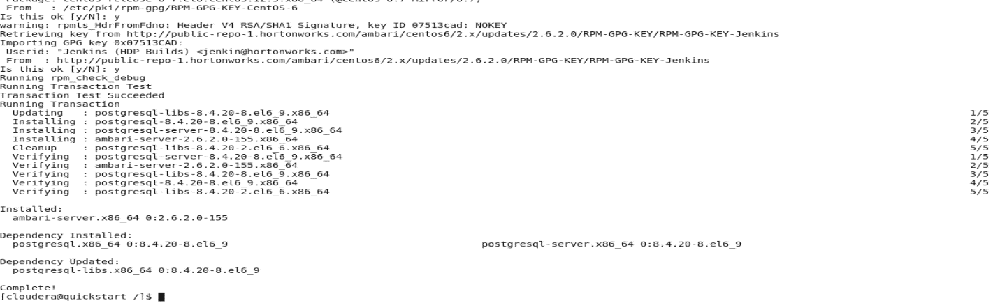 From   : /etc/pki/rpm-gpg/RPM-GPG-KEY-CentOS-6
Is this ok [y/N]: y
warning: rpmts_HdrFromFdno: Header V4 RSA/SHA1 Signature, key ID 07513cad: NOKEY
Retrieving key from http://public-repo-1.hortonworks.com/ambari/centos6/2.x/updates/2.6.2.0/RPM-GPG-KEY/RPM-GPG-KEY-Jenkins
Importing GPG key 0x07513CAD:
 Userid: "Jenkins (HDP Builds) <jenkin@hortonworks.com>"
 From  : http://public-repo-1.hortonworks.com/ambari/centos6/2.x/updates/2.6.2.0/RPM-GPG-KEY/RPM-GPG-KEY-Jenkins
Is this ok [y/N]: y
Running rpm_check_debug
Running Transaction Test
Transaction Test Succeeded
Running Transaction
  Updating   : postgresql-libs-8.4.20-8.el6_9.x86_64 1/5
  Installing : postgresql-8.4.20-8.el6_9.x86_64 2/5
  Installing : postgresql-server-8.4.20-8.el6_9.x86_64 3/5
  Installing : ambari-server-2.6.2.0-155.x86_64 4/5
  Cleanup    : postgresql-libs-8.4.20-2.el6_6.x86_64 5/5
  Verifying  : postgresql-server-8.4.20-8.el6_9.x86_64 1/5
  Verifying  : ambari-server-2.6.2.0-155.x86_64 2/5
  Verifying  : postgresql-libs-8.4.20-8.el6_9.x86_64 3/5
  Verifying  : postgresql-8.4.20-8.el6_9.x86_64 4/5
  Verifying  : postgresql-libs-8.4.20-2.el6_6.x86_64 5/5

Installed:
  ambari-server.x86_64 0:2.6.2.0-155

Dependency Installed:
  postgresql.x86_64 0:8.4.20-8.el6_9 postgresql-server.x86_64 0:8.4.20-8.el6_9

Dependency Updated:
  postgresql-libs.x86_64 0:8.4.20-8.el6_9

Complete!
[cloudera@quickstart /]$